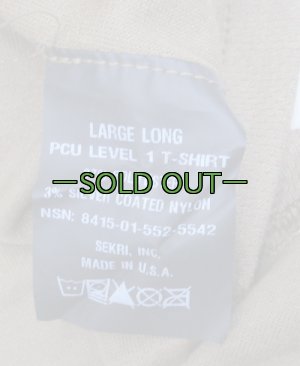 LARGE LONG
PCU LEVEL 1 T-SHIRT
—SOLD OUT—
3% SILVER COATED NYLON
NSN: 8415-01-552-5542
SEKRI, INC.
MADE IN U.S.A.